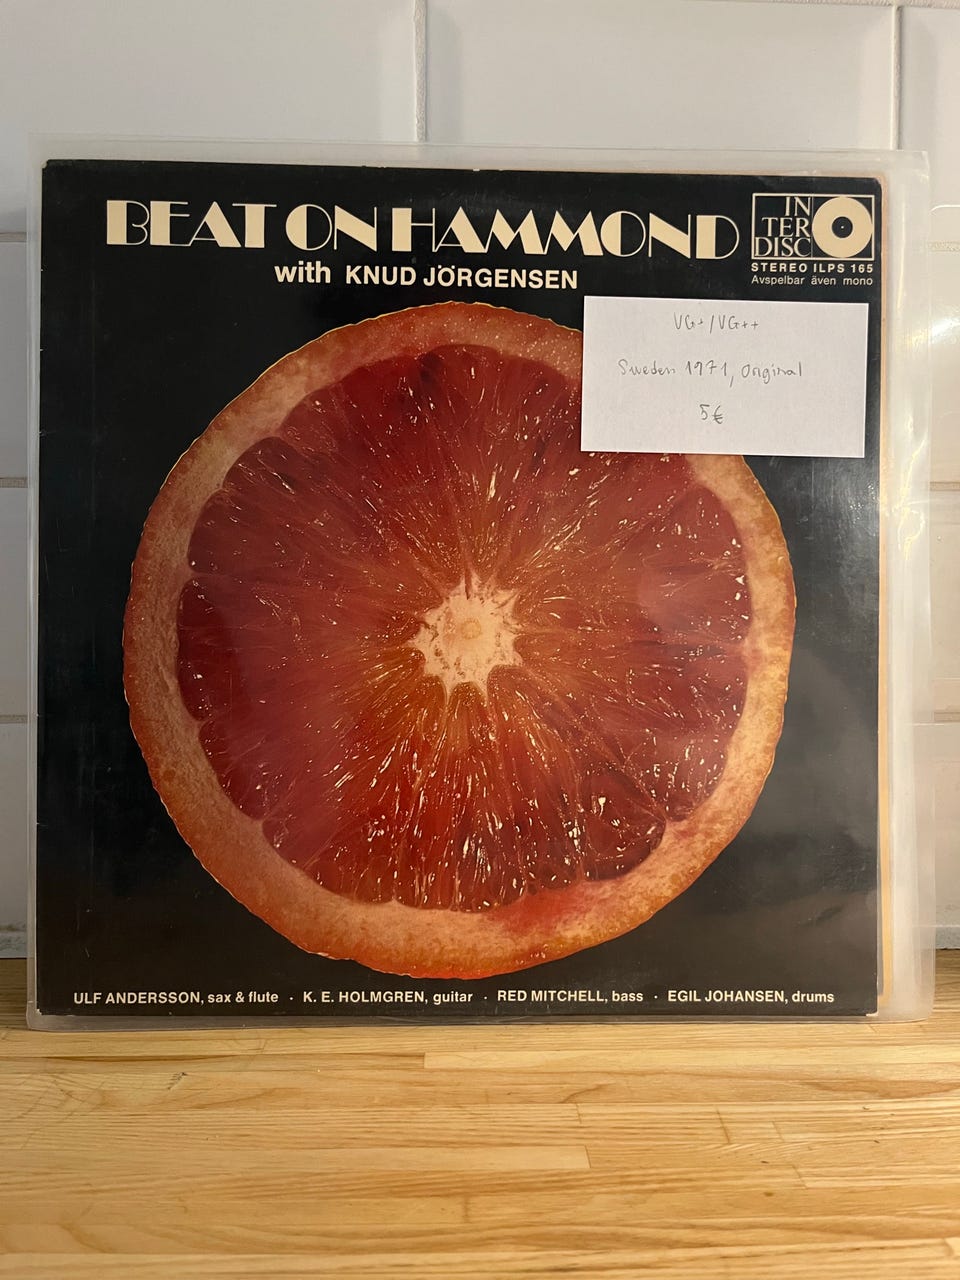 BEAT ON HAMMOND
with KNUD JÖRGENSEN
IN
TER
DISC
STEREO ILPS 165
Avspelbar även mono
VG+/VG++
Sweden 1971, Original
5€
ULF ANDERSSON, sax & flute · K. E. HOLMGREN, guitar · RED MITCHELL, bass · EGIL JOHANSEN, drums